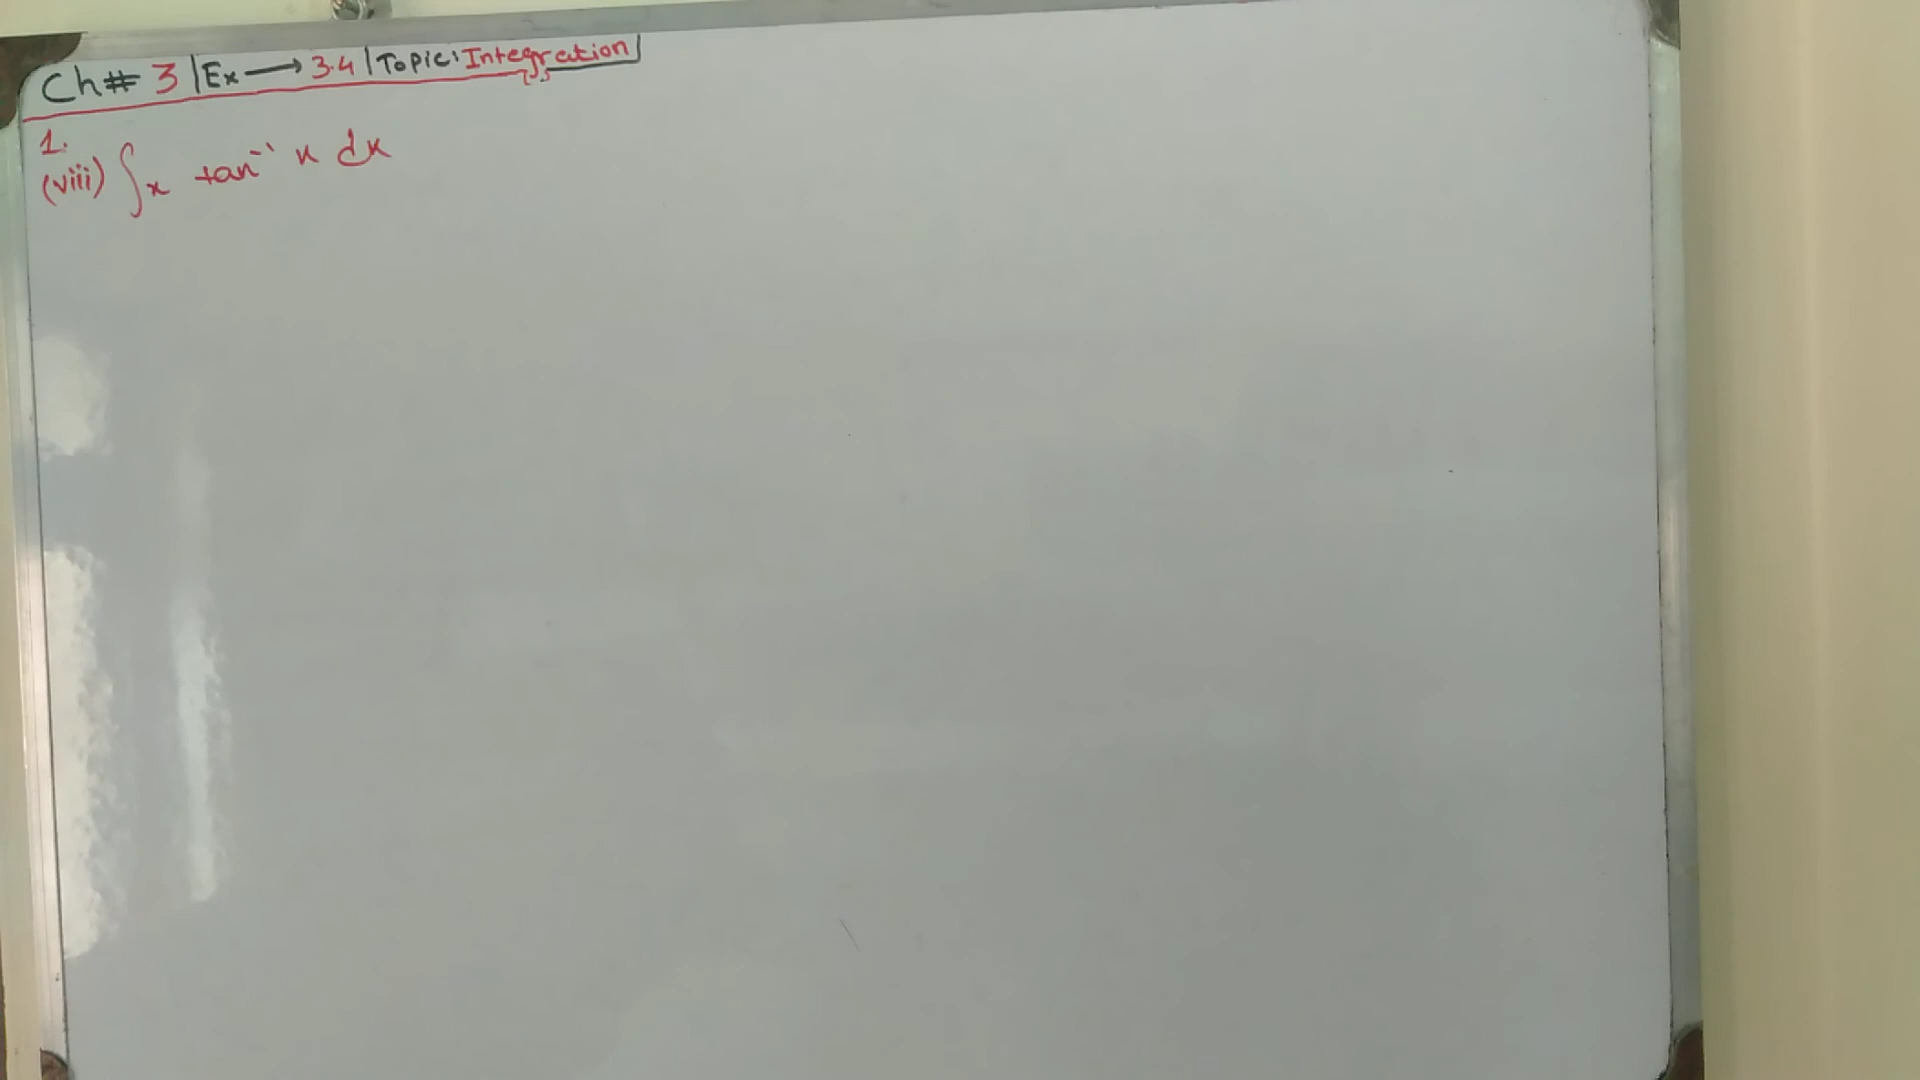 Ch# 3 | Ex → 3.4 | Topic: Integration
1.
(viii) ∫ x tan⁻¹ x dx